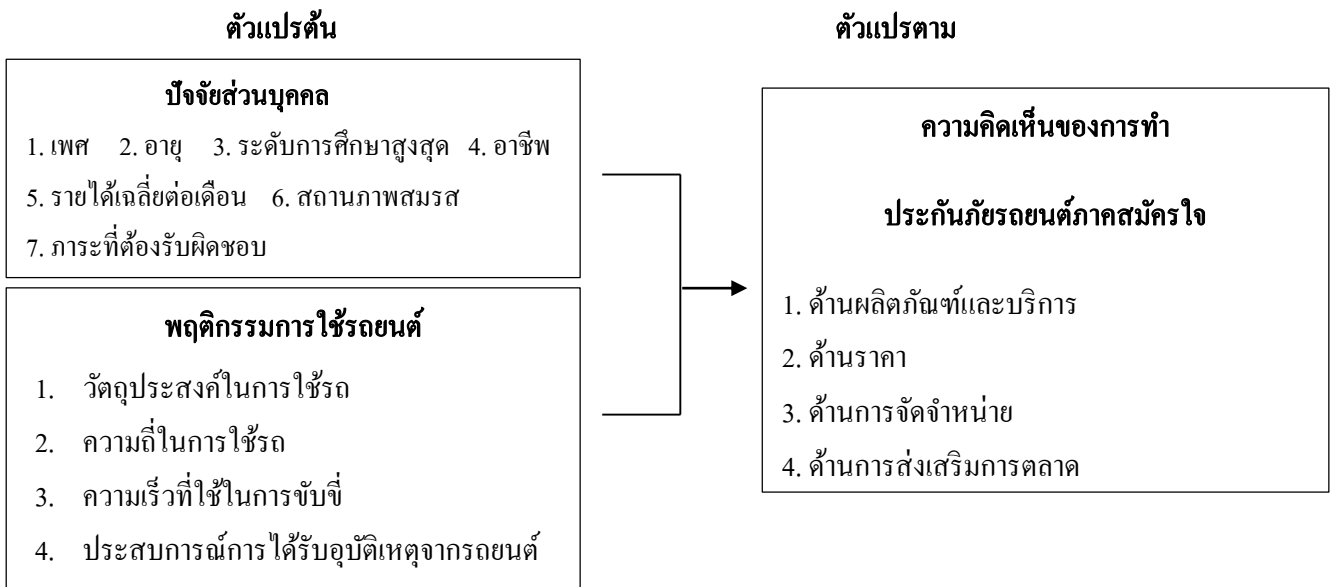 ตัวแปรต้น
ปัจจัยส่วนบุคคล
1. เพศ 2. อายุ 3. ระดับการศึกษาสูงสุด 4. อาชีพ
5. รายได้เฉลี่ยต่อเดือน 6. สถานภาพสมรส
7. ภาระที่ต้องรับผิดชอบ
พฤติกรรมการใช้รถยนต์
1. วัตถุประสงค์ในการใช้รถ
2. ความถี่ในการใช้รถ
3. ความเร็วที่ใช้ในการขับขี่
4. ประสบการณ์การได้รับอุบัติเหตุจากรถยนต์
ตัวแปรตาม
ความคิดเห็นของการทำ
ประกันภัยรถยนต์ภาคสมัครใจ
1. ด้านผลิตภัณฑ์และบริการ
2. ด้านราคา
3. ด้านการจัดจำหน่าย
4. ด้านการส่งเสริมการตลาด